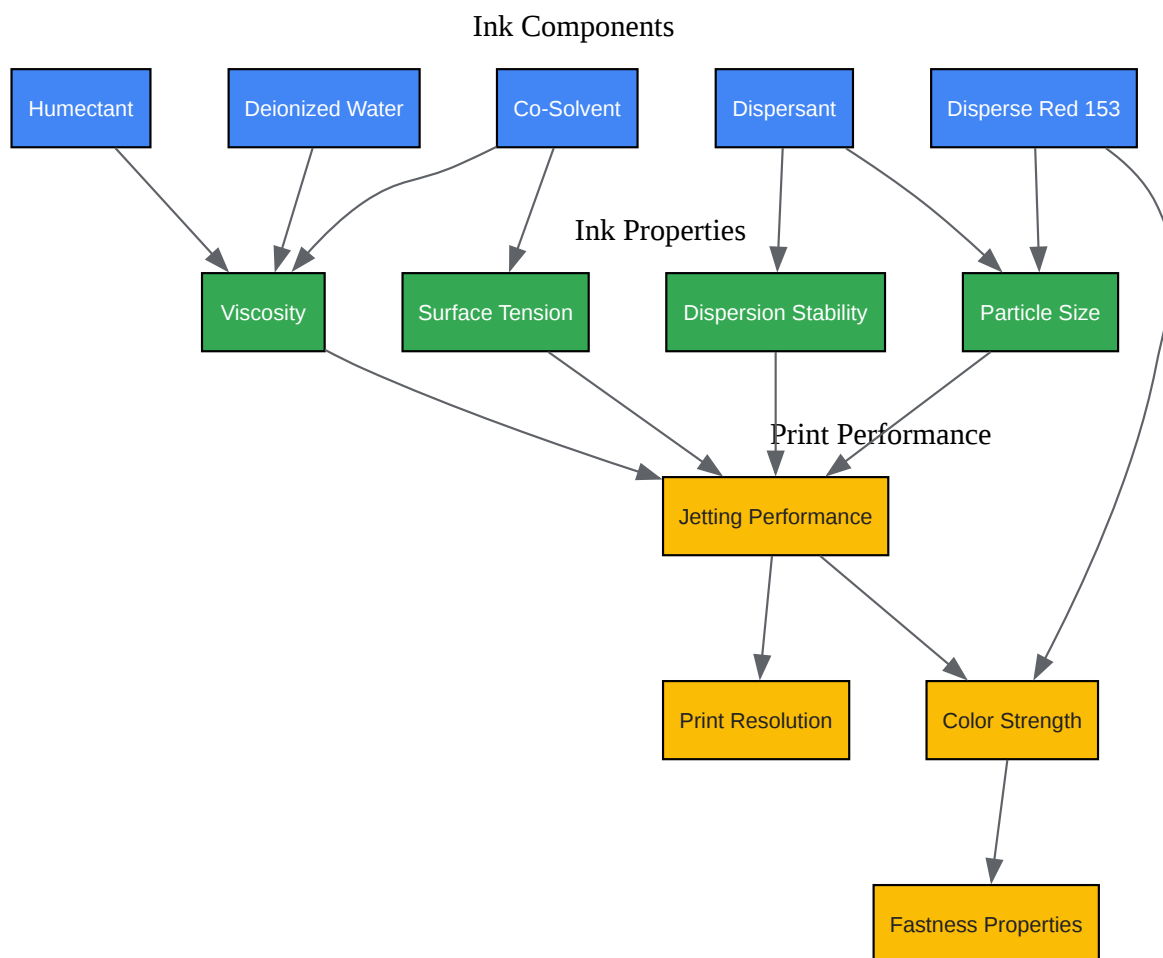 Ink Components
Humectant
Deionized Water
Co-Solvent
Dispersant
Disperse Red 153
Ink Properties
Viscosity
Surface Tension
Dispersion Stability
Particle Size
Print Performance
Jetting Performance
Print Resolution
Color Strength
Fastness Properties